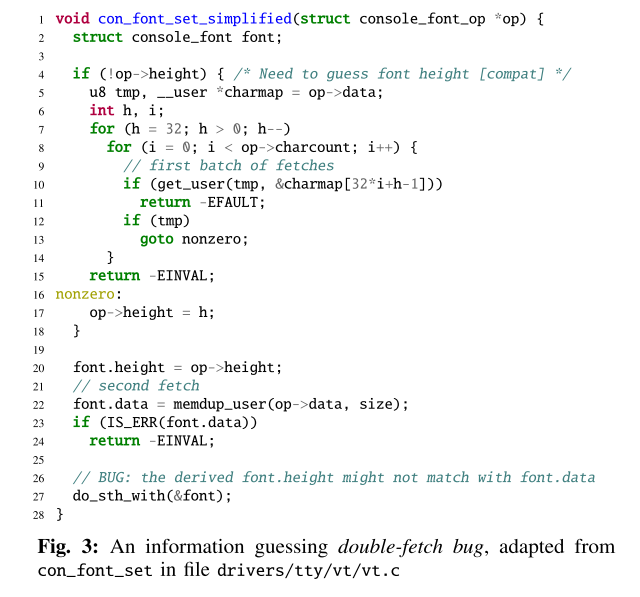 1 void con_font_set_simplified(struct console_font_op *op) {
2   struct console_font font;
3
4   if (!op->height) { /* Need to guess font height [compat] */
5     u8 tmp, __user *charmap = op->data;
6     int h, i;
7     for (h = 32; h > 0; h--)
8       for (i = 0; i < op->charcount; i++) {
9         // first batch of fetches
10         if (get_user(tmp, &charmap[32*i+h-1]))
11           return -EFAULT;
12         if (tmp)
13           goto nonzero;
14       }
15     return -EINVAL;
16 nonzero:
17     op->height = h;
18   }
19
20   font.height = op->height;
21   // second fetch
22   font.data = memdup_user(op->data, size);
23   if (IS_ERR(font.data))
24     return -EINVAL;
25
26   // BUG: the derived font.height might not match with font.data
27   do_sth_with(&font);
28 }
Fig. 3: An information guessing double-fetch bug, adapted from
con_font_set in file drivers/tty/vt/vt.c